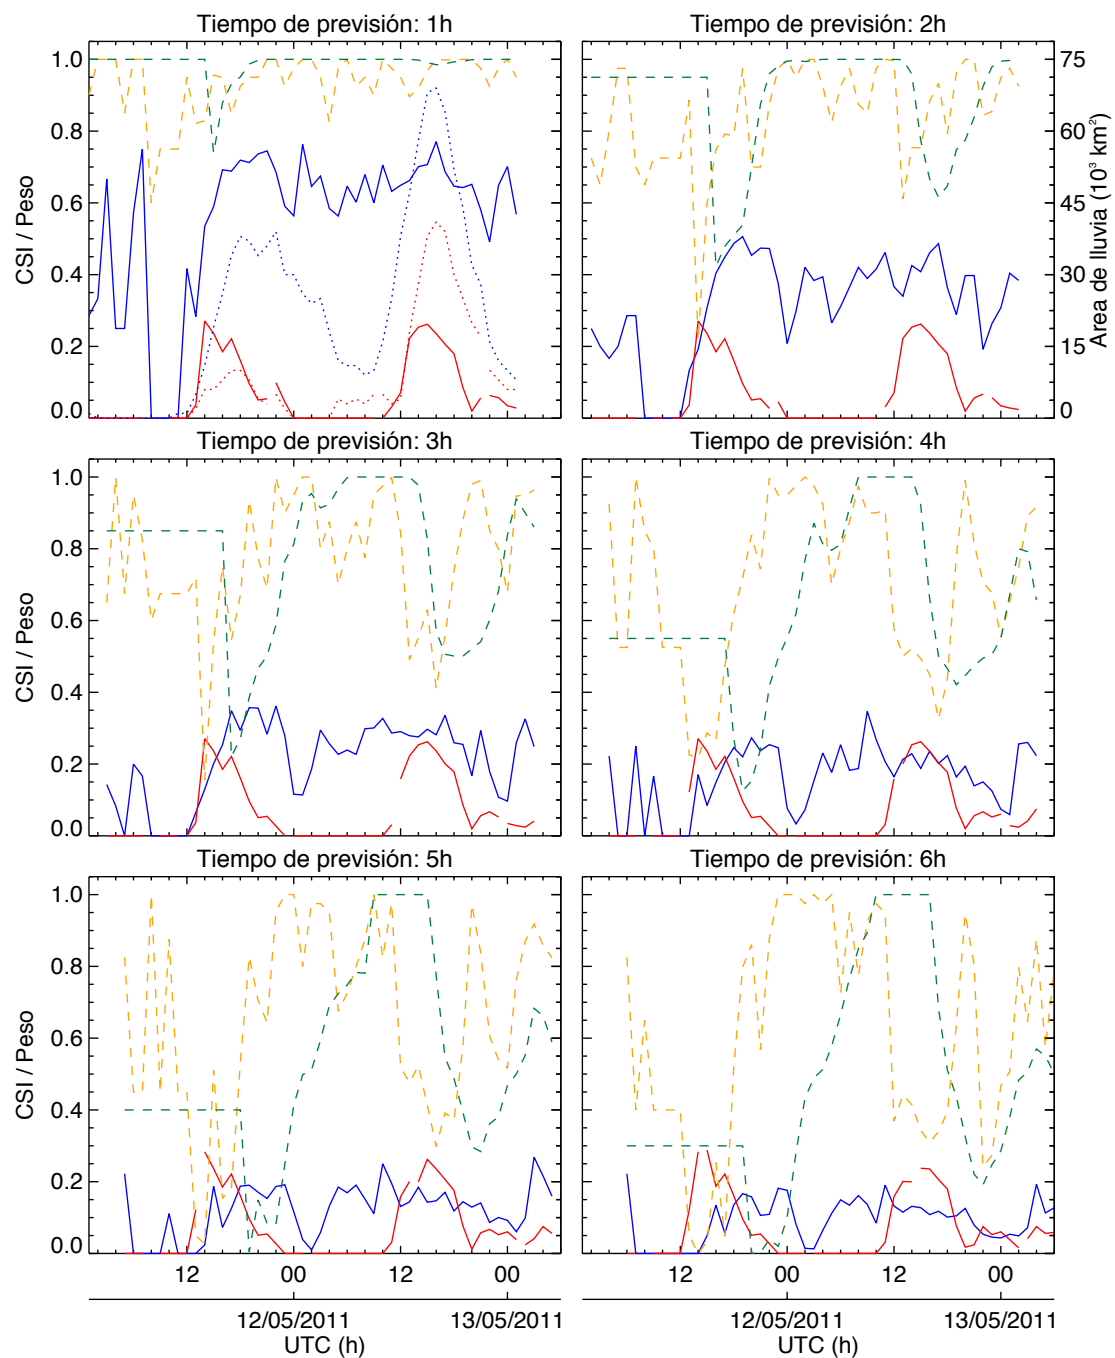 Tiempo de previsión: 1h
Tiempo de previsión: 2h
1.0
0.8
0.6
0.4
0.2
0.0
CSI / Peso
75
60
45
30
15
0
Area de lluvia (10³ km²)
Tiempo de previsión: 3h
Tiempo de previsión: 4h
1.0
0.8
0.6
0.4
0.2
0.0
CSI / Peso
Tiempo de previsión: 5h
Tiempo de previsión: 6h
1.0
0.8
0.6
0.4
0.2
0.0
CSI / Peso
12 00 12 00
12 00 12 00
12/05/2011 13/05/2011
12/05/2011 13/05/2011
UTC (h)
UTC (h)